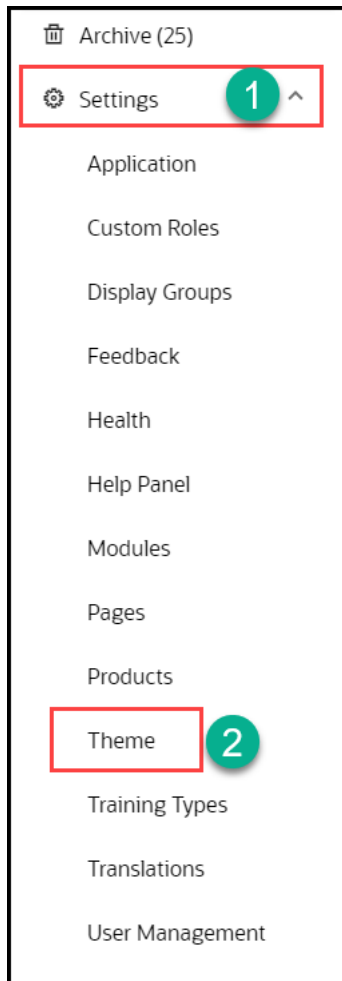 Archive (25)
Settings 1
Application
Custom Roles
Display Groups
Feedback
Health
Help Panel
Modules
Pages
Products
Theme 2
Training Types
Translations
User Management